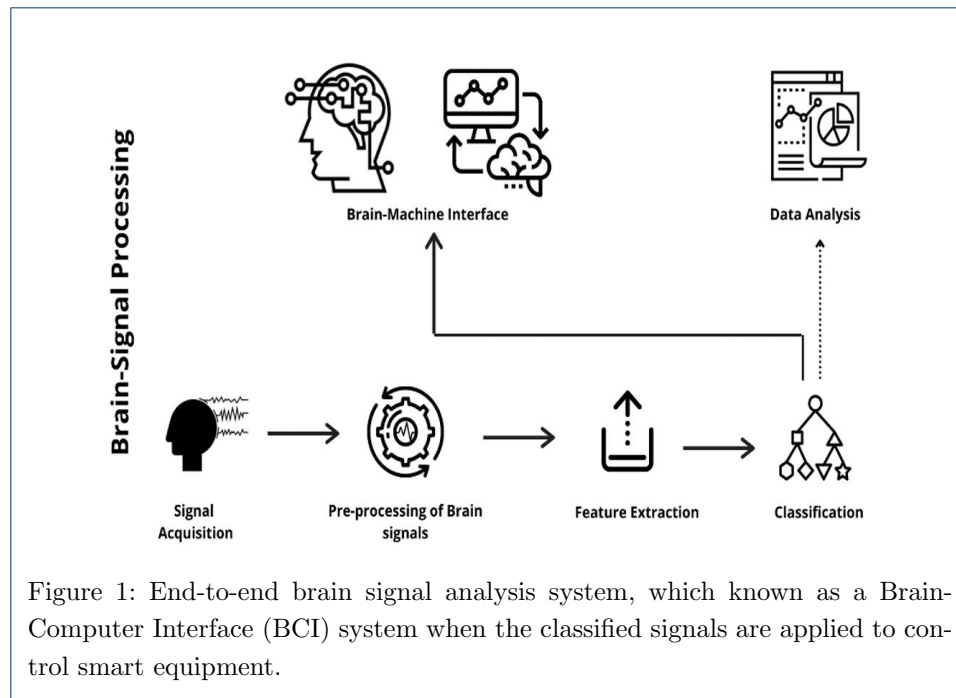 Brain-Signal Processing
Brain-Machine Interface
Data Analysis
Signal
Acquisition
Pre-processing of Brain
signals
Feature Extraction
Classification
Figure 1: End-to-end brain signal analysis system, which known as a Brain-
Computer Interface (BCI) system when the classified signals are applied to con-
trol smart equipment.